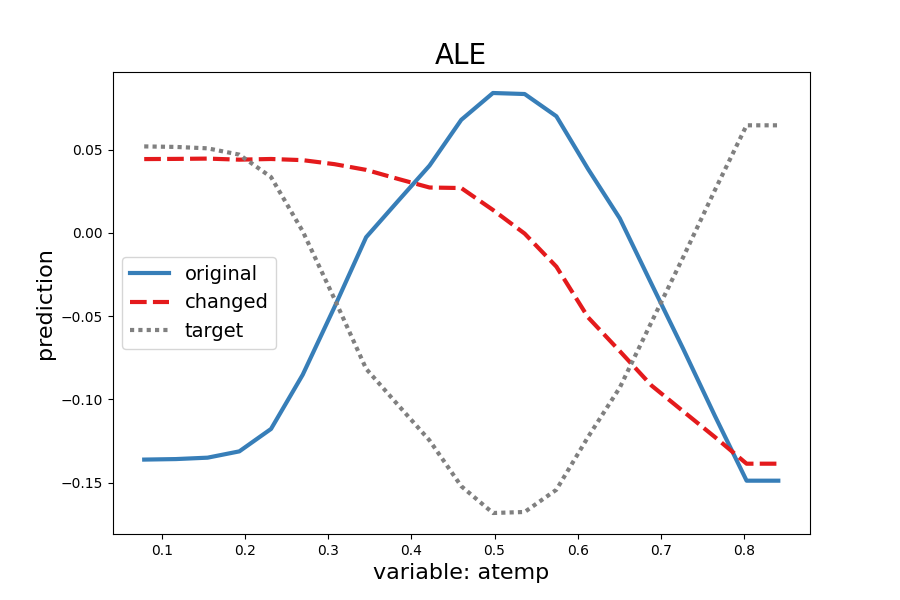 ALE
0.05
0.00
−0.05
−0.10
−0.15
prediction
original
changed
target
0.1 0.2 0.3 0.4 0.5 0.6 0.7 0.8
variable: atemp